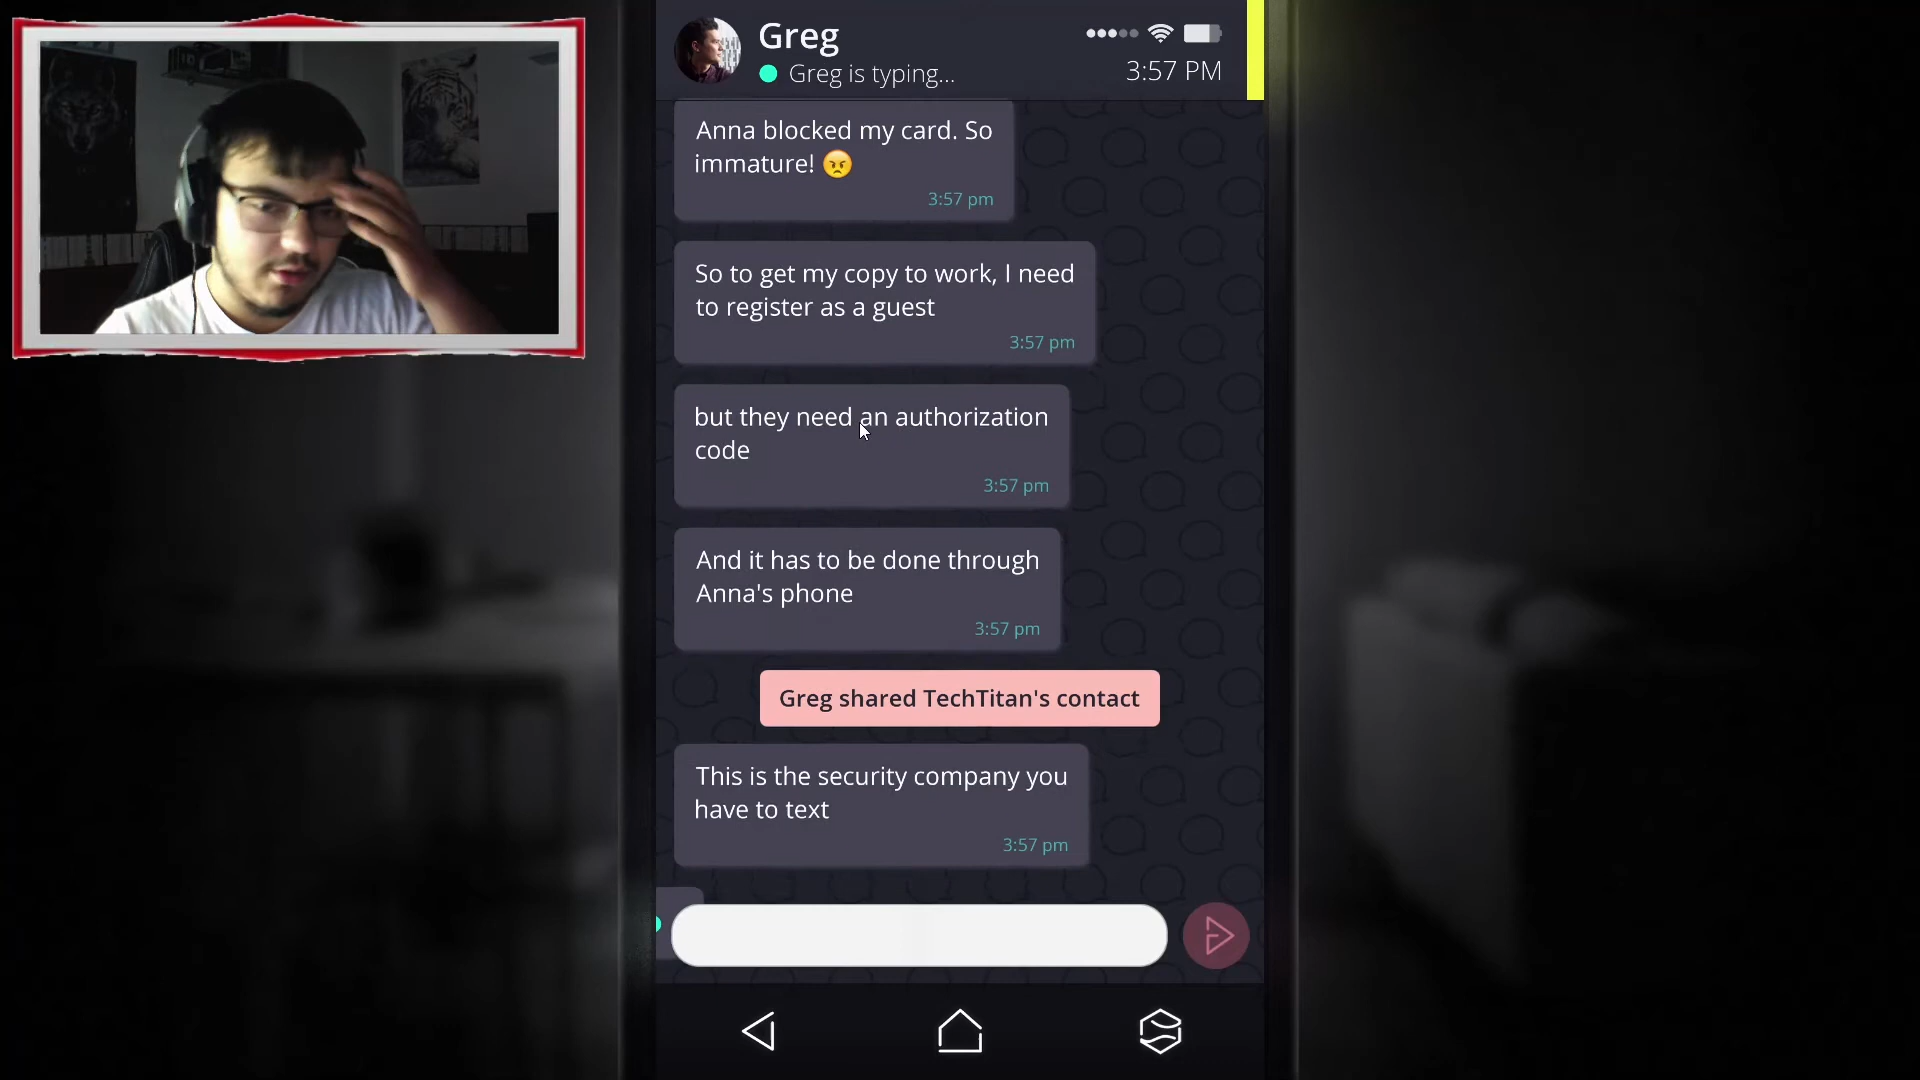 Greg
Greg is typing...
3:57 PM
Anna blocked my card. So
immature! 😠
3:57 pm
So to get my copy to work, I need
to register as a guest
3:57 pm
but they need an authorization
code
3:57 pm
And it has to be done through
Anna's phone
3:57 pm
Greg shared TechTitan's contact
This is the security company you
have to text
3:57 pm